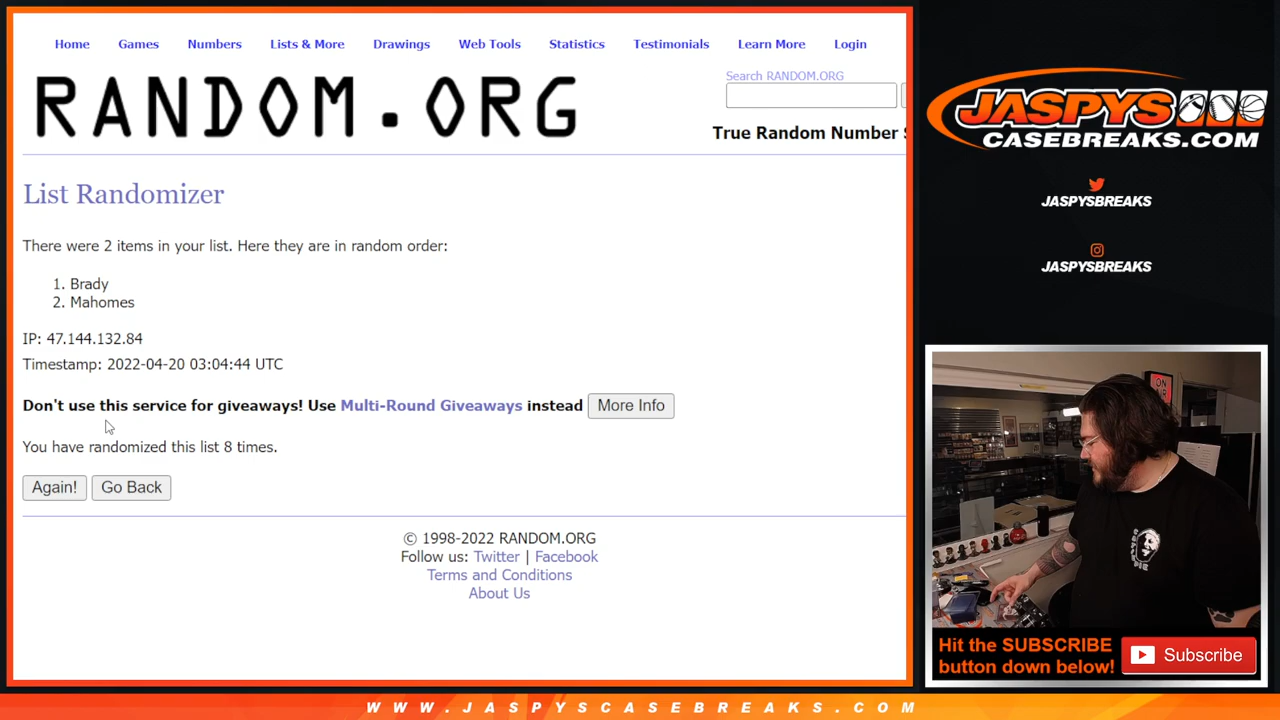 Home Games Numbers Lists & More Drawings Web Tools Statistics Testimonials Learn More Login
RANDOM.ORG
Search RANDOM.ORG
True Random Number
List Randomizer
There were 2 items in your list. Here they are in random order:
1. Brady
2. Mahomes
IP: 47.144.132.84
Timestamp: 2022-04-20 03:04:44 UTC
Don't use this service for giveaways! Use Multi-Round Giveaways instead More Info
You have randomized this list 8 times.
Again! Go Back
© 1998-2022 RANDOM.ORG
Follow us: Twitter | Facebook
Terms and Conditions
About Us
JASPYS
CASEBREAKS.COM
JASPYSBREAKS
JASPYSBREAKS
ON
Hit the SUBSCRIBE
button down below!
Subscribe
WWW.JASPYSCASEBREAKS.COM